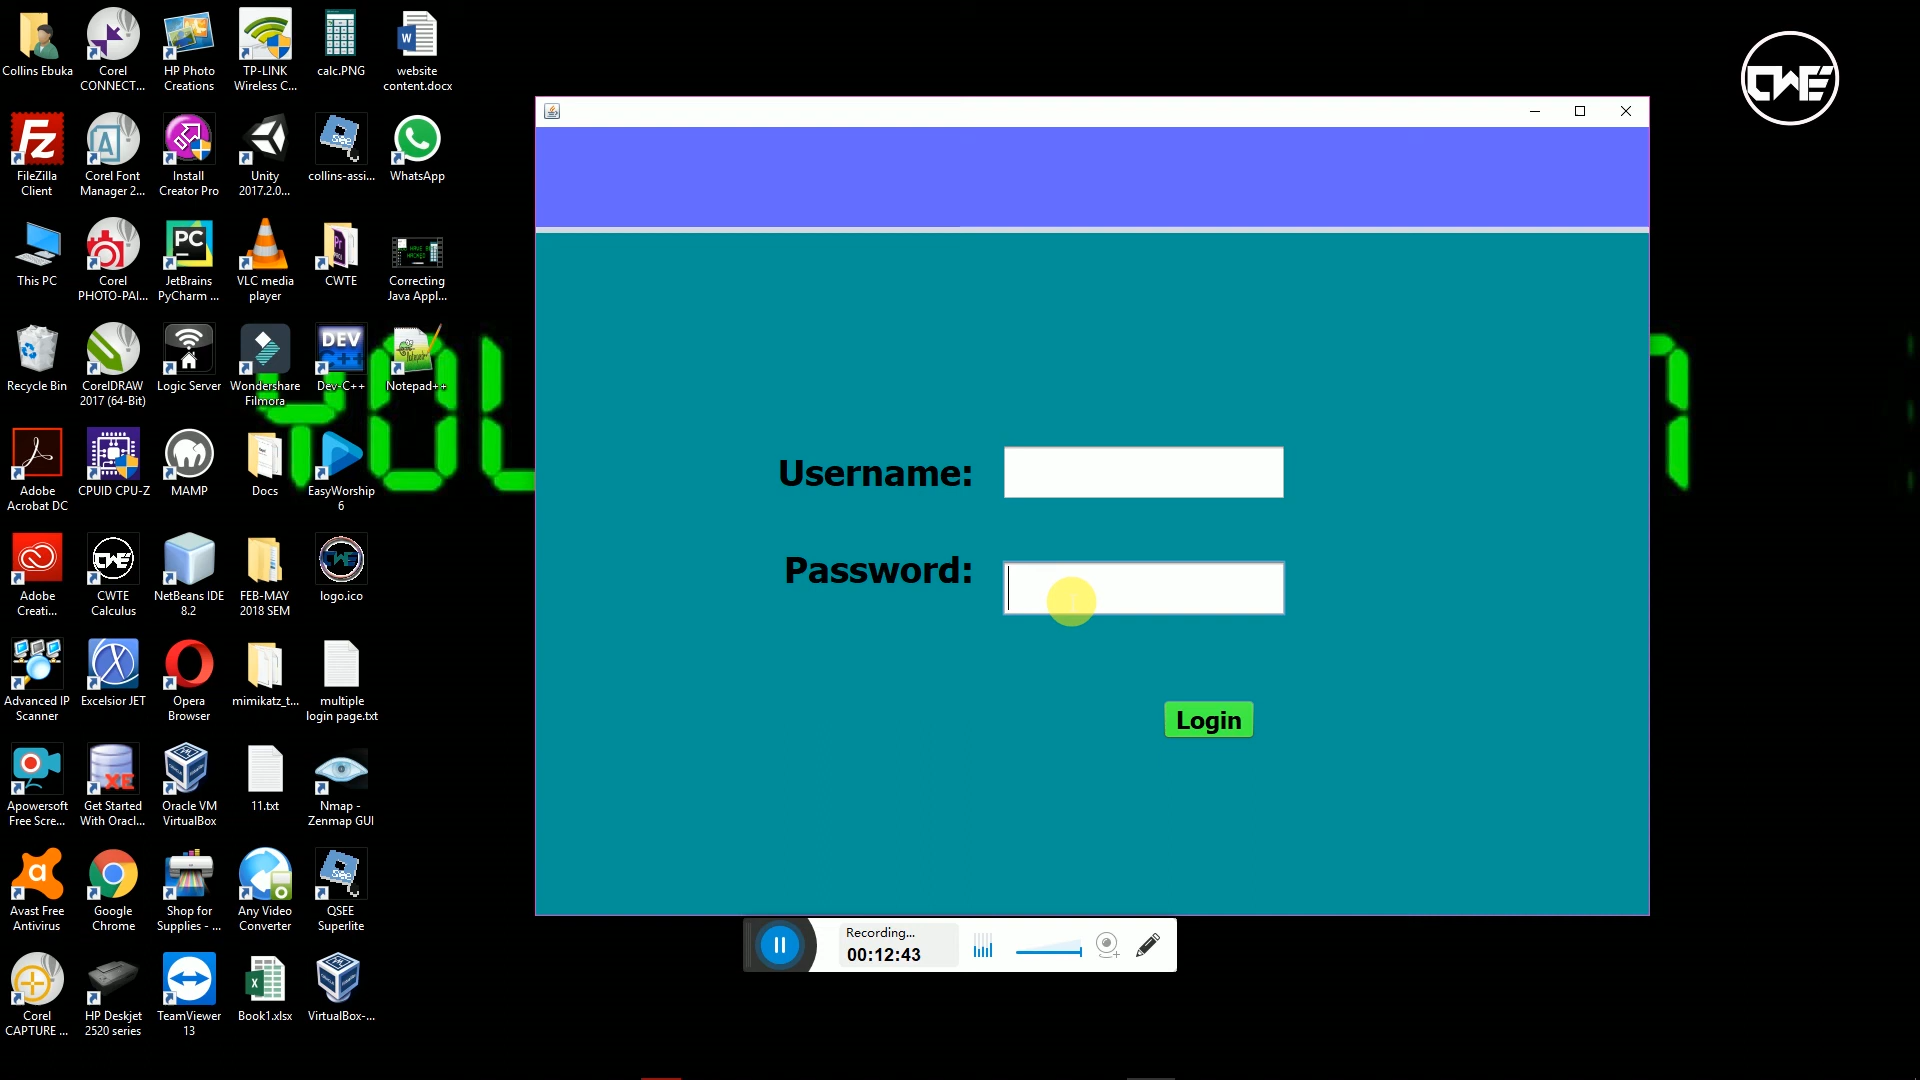 Collins Ebuka
Corel
CONNECT...
HP Photo
Creations
TP-LINK
Wireless C...
calc.PNG
website
content.docx
CWE
FileZilla
Client
Corel Font
Manager 2...
Install
Creator Pro
Unity
2017.2.0...
collins-assi...
WhatsApp
This PC
Corel
PHOTO-PAI...
JetBrains
PyCharm ...
VLC media
player
CWTE
Correcting
Java Appl...
Recycle Bin
CorelDRAW
2017 (64-Bit)
Logic Server
Wondershare
Filmora
Dev-C++
Notepad++
Username:
Adobe
Acrobat DC
CPUID CPU-Z
MAMP
Docs
EasyWorship
6
Password:
Adobe
Creati...
CWTE
Calculus
NetBeans IDE
8.2
FEB-MAY
2018 SEM
logo.ico
Advanced IP
Scanner
Excelsior JET
Opera
Browser
mimikatz_t...
multiple
login page.txt
Login
Apowersoft
Free Scre...
Get Started
With Oracl...
Oracle VM
VirtualBox
11.txt
Nmap -
Zenmap GUI
Avast Free
Antivirus
Google
Chrome
Shop for
Supplies - ...
Any Video
Converter
QSEE
Superlite
Recording...
00:12:43
Corel
CAPTURE ...
HP Deskjet
2520 series
TeamViewer
13
Book1.xlsx
VirtualBox-...